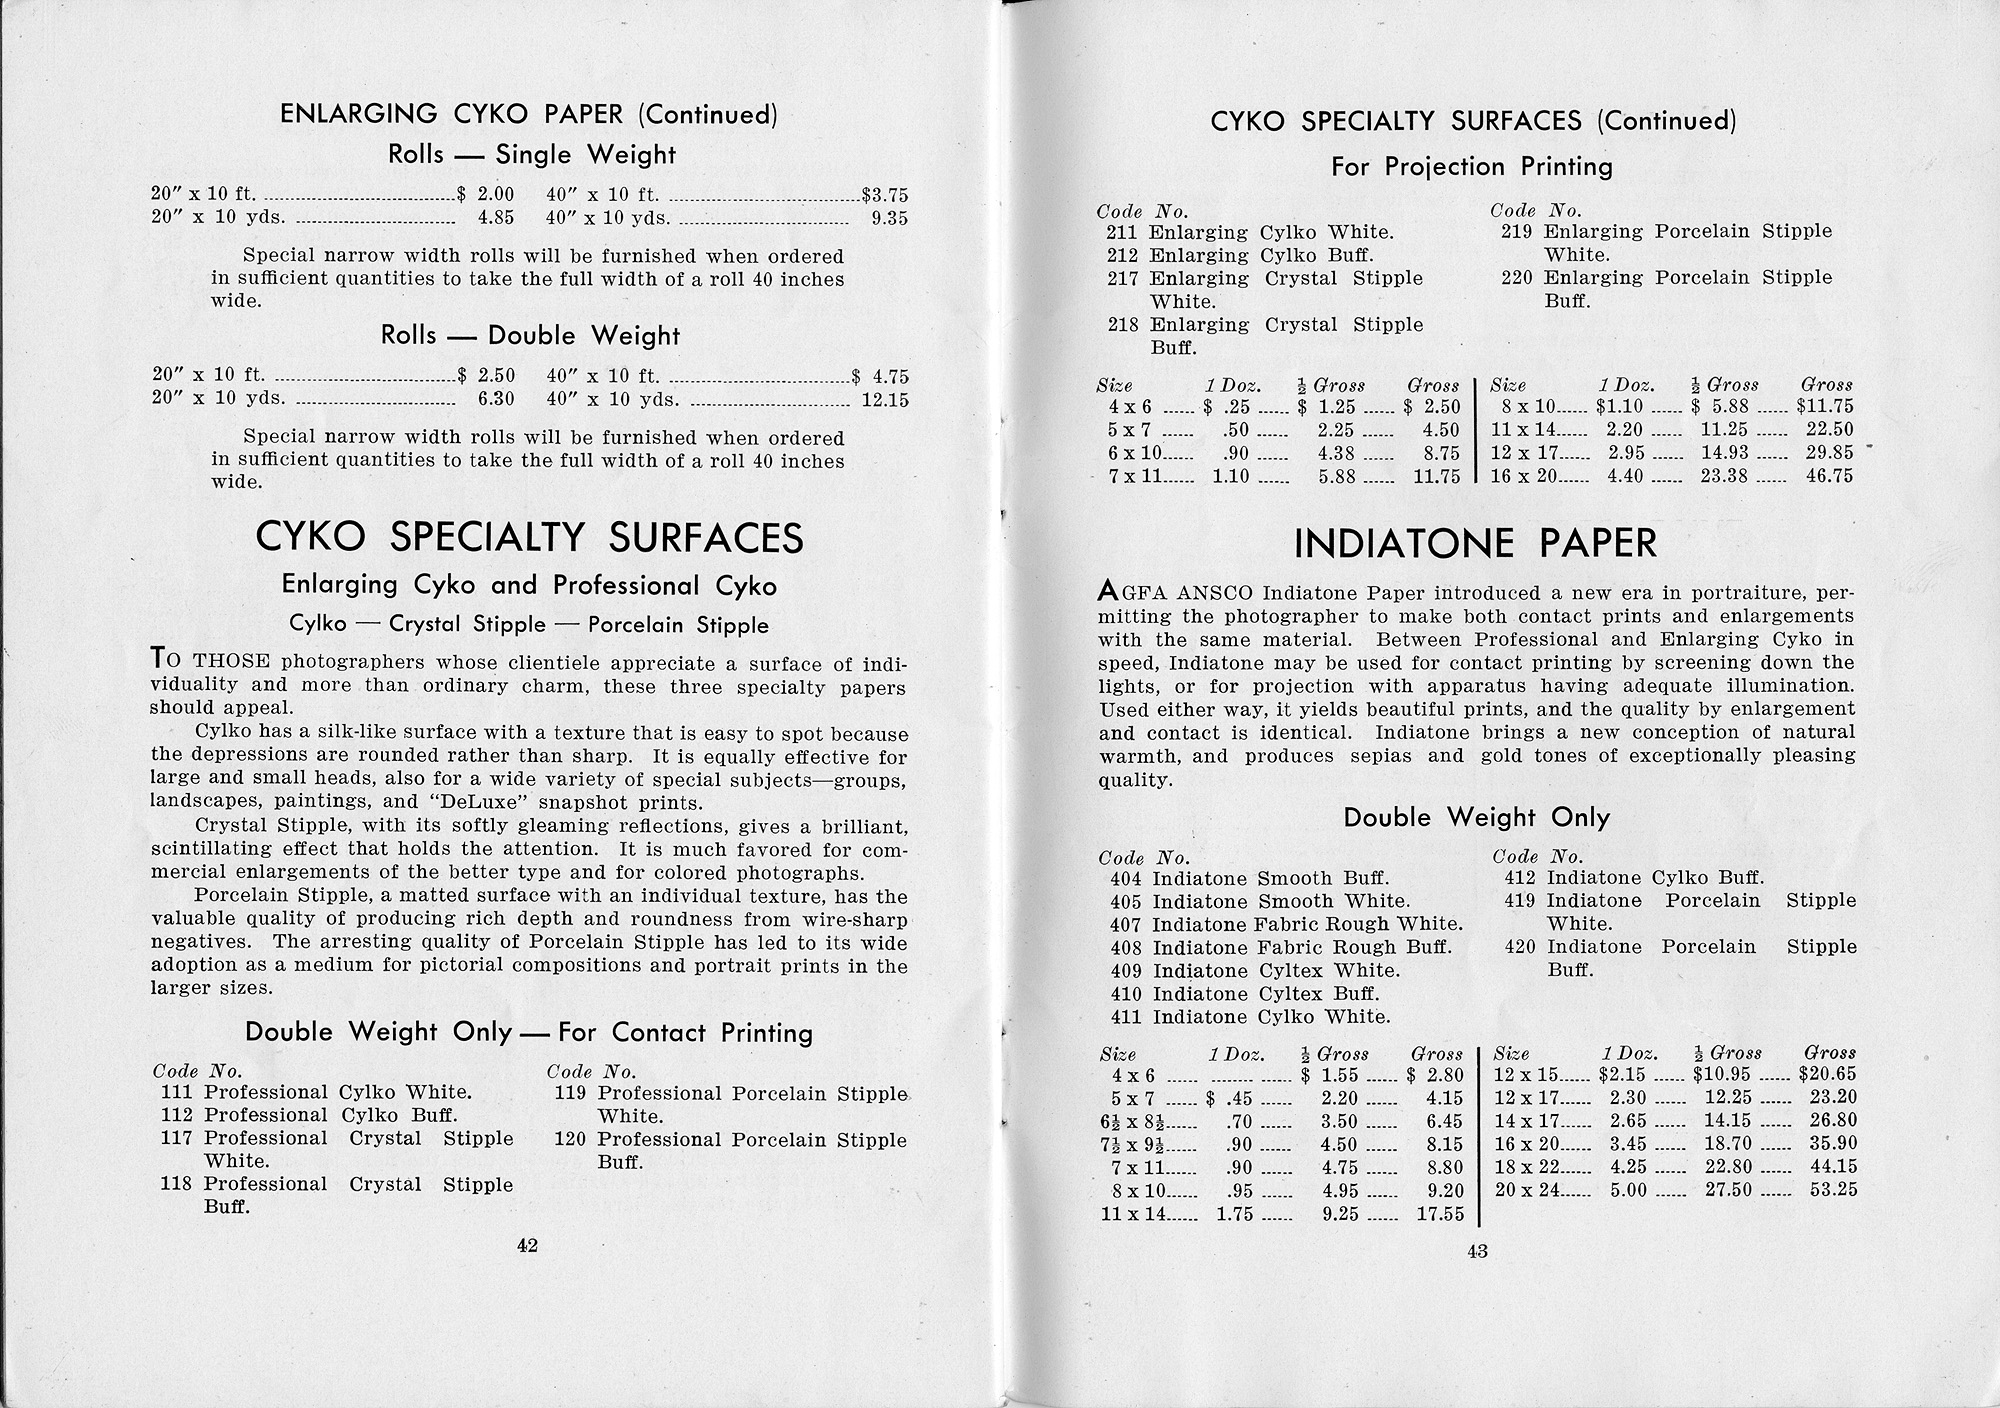 ENLARGING CYKO PAPER (Continued)
Rolls — Single Weight
20″ x 10 ft. ........ $ 2.00 40″ x 10 ft. ........ $3.75
20″ x 10 yds. ........ 4.85 40″ x 10 yds. ........ 9.35
Special narrow width rolls will be furnished when ordered
in sufficient quantities to take the full width of a roll 40 inches
wide.
Rolls — Double Weight
20″ x 10 ft. ........ $ 2.50 40″ x 10 ft. ........ $ 4.75
20″ x 10 yds. ........ 6.30 40″ x 10 yds. ........ 12.15
Special narrow width rolls will be furnished when ordered
in sufficient quantities to take the full width of a roll 40 inches
wide.
CYKO SPECIALTY SURFACES
Enlarging Cyko and Professional Cyko
Cylko — Crystal Stipple — Porcelain Stipple
TO THOSE photographers whose clientiele appreciate a surface of indi-
viduality and more than ordinary charm, these three specialty papers
should appeal.
Cylko has a silk-like surface with a texture that is easy to spot because
the depressions are rounded rather than sharp. It is equally effective for
large and small heads, also for a wide variety of special subjects—groups,
landscapes, paintings, and “DeLuxe” snapshot prints.
Crystal Stipple, with its softly gleaming reflections, gives a brilliant,
scintillating effect that holds the attention. It is much favored for com-
mercial enlargements of the better type and for colored photographs.
Porcelain Stipple, a matted surface with an individual texture, has the
valuable quality of producing rich depth and roundness from wire-sharp
negatives. The arresting quality of Porcelain Stipple has led to its wide
adoption as a medium for pictorial compositions and portrait prints in the
larger sizes.
Double Weight Only — For Contact Printing
Code No.
111 Professional Cylko White.
112 Professional Cylko Buff.
117 Professional Crystal Stipple
White.
118 Professional Crystal Stipple
Buff.
Code No.
119 Professional Porcelain Stipple
White.
120 Professional Porcelain Stipple
Buff.
42
CYKO SPECIALTY SURFACES (Continued)
For Projection Printing
Code No.
211 Enlarging Cylko White.
212 Enlarging Cylko Buff.
217 Enlarging Crystal Stipple
White.
218 Enlarging Crystal Stipple
Buff.
Code No.
219 Enlarging Porcelain Stipple
White.
220 Enlarging Porcelain Stipple
Buff.
Size 1 Doz. ½ Gross Gross
4 x 6 ...... $ .25 ...... $ 1.25 ...... $ 2.50
5 x 7 ...... .50 ...... 2.25 ...... 4.50
6 x 10...... .90 ...... 4.38 ...... 8.75
7 x 11...... 1.10 ...... 5.88 ...... 11.75
Size 1 Doz. ½ Gross Gross
8 x 10...... $1.10 ...... $ 5.88 ...... $11.75
11 x 14...... 2.20 ...... 11.25 ...... 22.50
12 x 17...... 2.95 ...... 14.93 ...... 29.85
16 x 20...... 4.40 ...... 23.38 ...... 46.75
INDIATONE PAPER
AGFA ANSCO Indiatone Paper introduced a new era in portraiture, per-
mitting the photographer to make both contact prints and enlargements
with the same material. Between Professional and Enlarging Cyko in
speed, Indiatone may be used for contact printing by screening down the
lights, or for projection with apparatus having adequate illumination.
Used either way, it yields beautiful prints, and the quality by enlargement
and contact is identical. Indiatone brings a new conception of natural
warmth, and produces sepias and gold tones of exceptionally pleasing
quality.
Double Weight Only
Code No.
404 Indiatone Smooth Buff.
405 Indiatone Smooth White.
407 Indiatone Fabric Rough White.
408 Indiatone Fabric Rough Buff.
409 Indiatone Cyltex White.
410 Indiatone Cyltex Buff.
411 Indiatone Cylko White.
Code No.
412 Indiatone Cylko Buff.
419 Indiatone Porcelain Stipple
White.
420 Indiatone Porcelain Stipple
Buff.
Size 1 Doz. ½ Gross Gross
4 x 6 ...... ........ ...... $ 1.55 ...... $ 2.80
5 x 7 ...... $ .45 ...... 2.20 ...... 4.15
6½ x 8½...... .70 ...... 3.50 ...... 6.45
7½ x 9½...... .90 ...... 4.50 ...... 8.15
7 x 11...... .90 ...... 4.75 ...... 8.80
8 x 10...... .95 ...... 4.95 ...... 9.20
11 x 14...... 1.75 ...... 9.25 ...... 17.55
Size 1 Doz. ½ Gross Gross
12 x 15...... $2.15 ...... $10.95 ...... $20.65
12 x 17...... 2.30 ...... 12.25 ...... 23.20
14 x 17...... 2.65 ...... 14.15 ...... 26.80
16 x 20...... 3.45 ...... 18.70 ...... 35.90
18 x 22...... 4.25 ...... 22.80 ...... 44.15
20 x 24...... 5.00 ...... 27.50 ...... 53.25
43